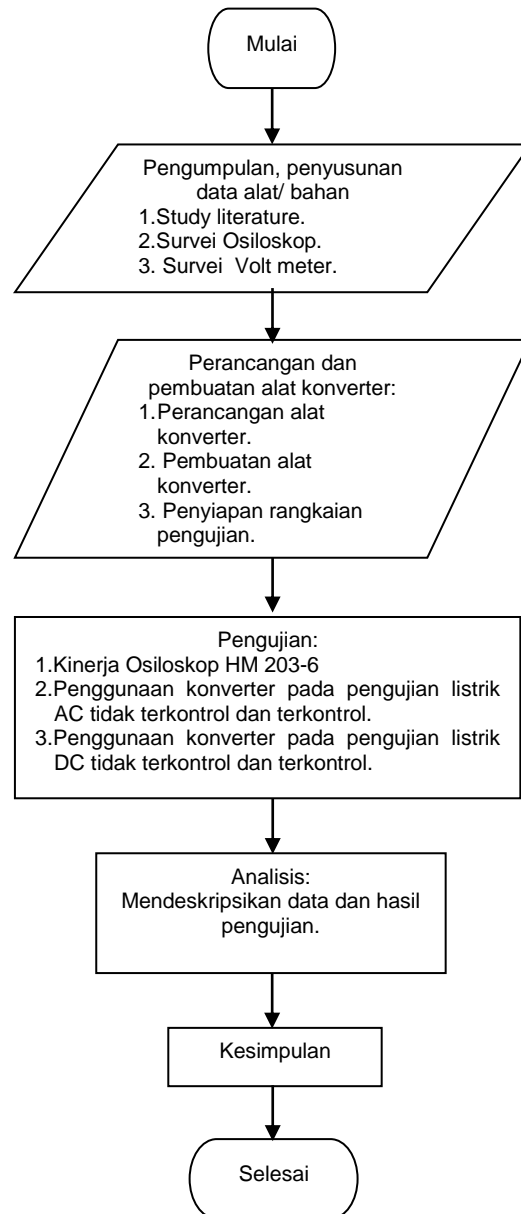 Mulai
Pengumpulan, penyusunan
data alat/ bahan
1.Study literature.
2.Survei Osiloskop.
3. Survei Volt meter.
Perancangan dan
pembuatan alat konverter:
1.Perancangan alat
konverter.
2. Pembuatan alat
konverter.
3. Penyiapan rangkaian
pengujian.
Pengujian:
1.Kinerja Osiloskop HM 203-6
2.Penggunaan konverter pada pengujian listrik
AC tidak terkontrol dan terkontrol.
3.Penggunaan konverter pada pengujian listrik
DC tidak terkontrol dan terkontrol.
Analisis:
Mendeskripsikan data dan hasil
pengujian.
Kesimpulan
Selesai